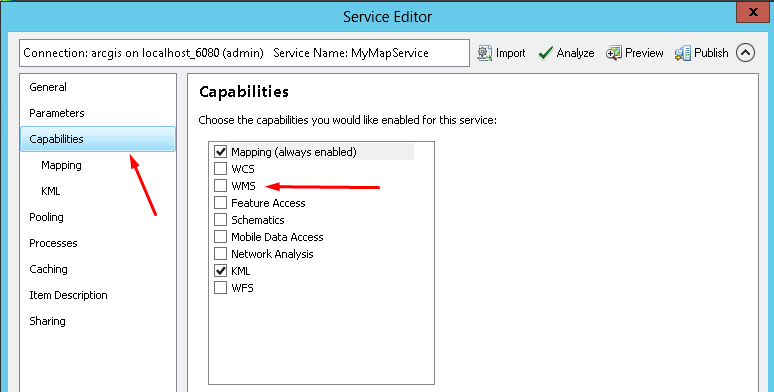 Service Editor
x
Connection: arcgis on localhost_6080 (admin) Service Name: MyMapService Import Analyze Preview Publish
General
Parameters
Capabilities
Mapping
KML
Pooling
Processes
Caching
Item Description
Sharing
Capabilities
Choose the capabilities you would like enabled for this service:
Mapping (always enabled)
WCS
WMS
Feature Access
Schematics
Mobile Data Access
Network Analysis
KML
WFS